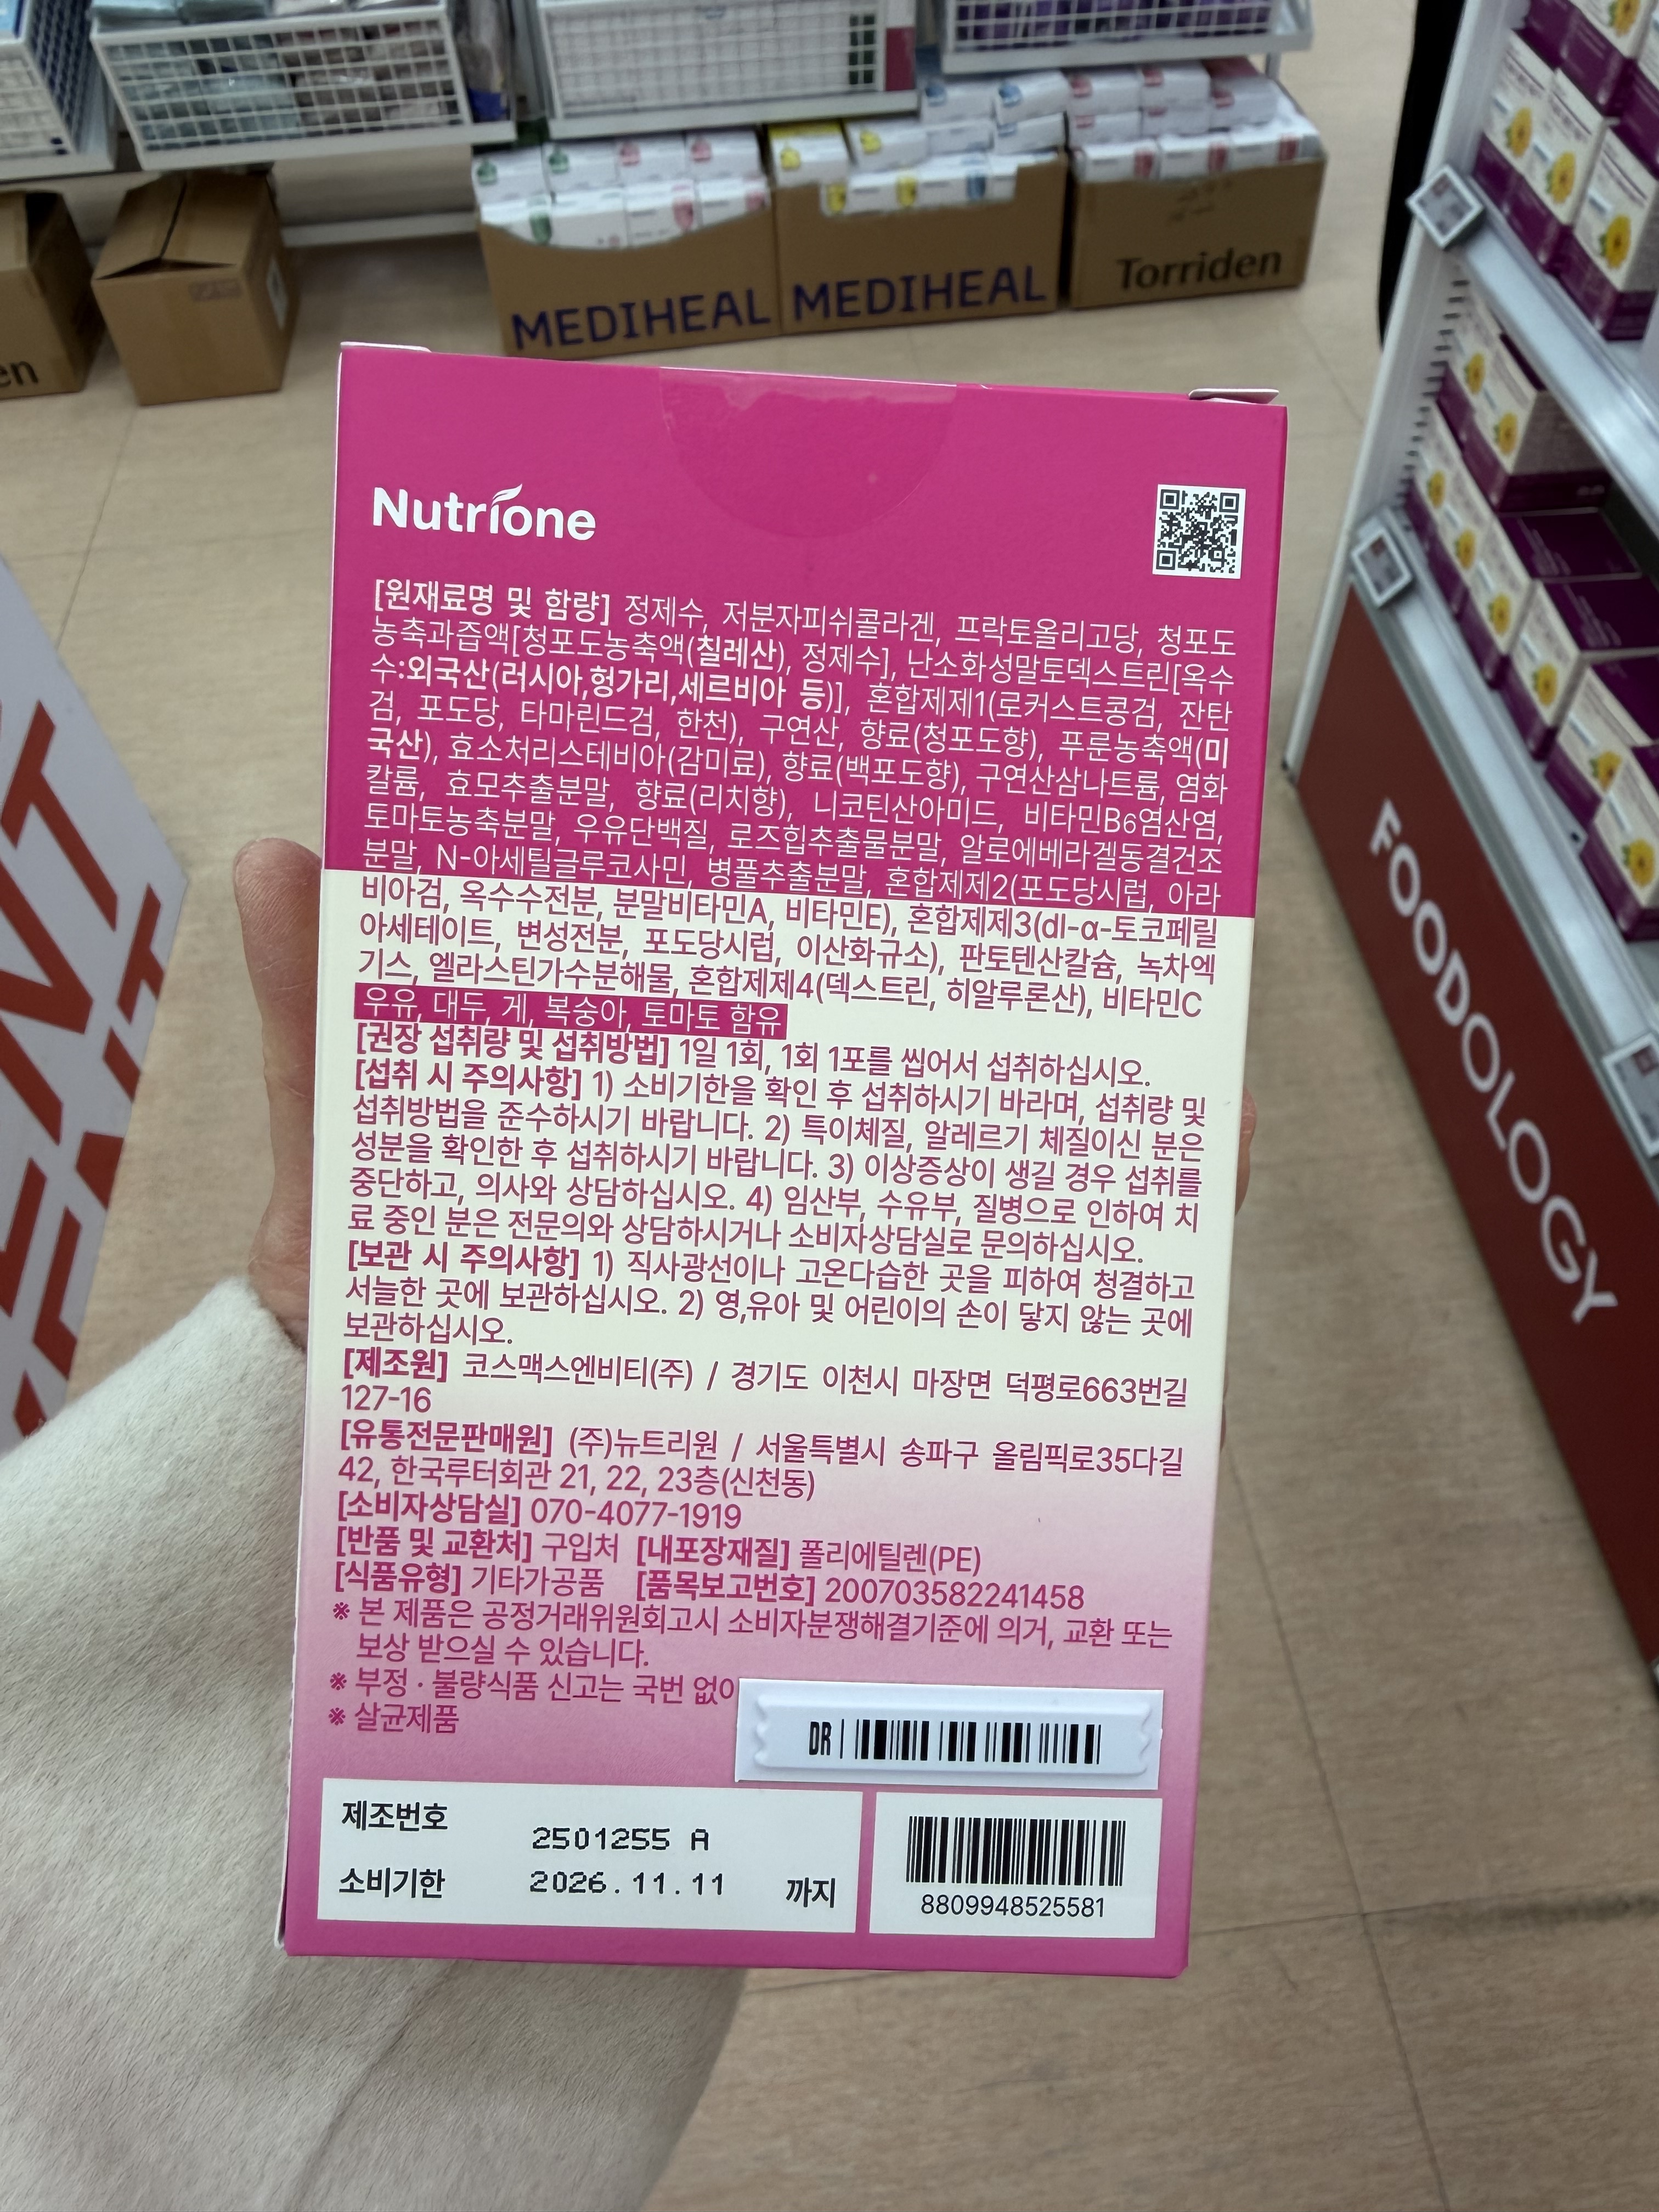 MEDIHEAL
MEDIHEAL
Torriden
en
Nutrione
[원재료명 및 함량] 정제수, 저분자피쉬콜라겐, 프락토올리고당, 청포도
농축과즙액[청포도농축액(칠레산), 정제수], 난소화성말토덱스트린[옥수
수:외국산(러시아,헝가리,세르비아 등)], 혼합제제1(로커스트콩검, 잔탄
검, 포도당, 타마린드검, 한천), 구연산, 향료(청포도향), 푸룬농축액(미
국산), 효소처리스테비아(감미료), 향료(백포도향), 구연산삼나트륨, 염화
칼륨, 효모추출분말, 향료(리치향), 니코틴산아미드, 비타민B6염산염,
토마토농축분말, 우유단백질, 로즈힙추출물분말, 알로에베라겔동결건조
분말, N-아세틸글루코사민, 병풀추출분말, 혼합제제2(포도당시럽, 아라
비아검, 옥수수전분, 분말비타민A, 비타민E), 혼합제제3(dl-α-토코페릴
아세테이트, 변성전분, 포도당시럽, 이산화규소), 판토텐산칼슘, 녹차엑
기스, 엘라스틴가수분해물, 혼합제제4(덱스트린, 히알루론산), 비타민C
우유, 대두, 게, 복숭아, 토마토 함유
[권장 섭취량 및 섭취방법] 1일 1회, 1회 1포를 씹어서 섭취하십시오.
[섭취 시 주의사항] 1) 소비기한을 확인 후 섭취하시기 바라며, 섭취량 및
섭취방법을 준수하시기 바랍니다. 2) 특이체질, 알레르기 체질이신 분은
성분을 확인한 후 섭취하시기 바랍니다. 3) 이상증상이 생길 경우 섭취를
중단하고, 의사와 상담하십시오. 4) 임산부, 수유부, 질병으로 인하여 치
료 중인 분은 전문의와 상담하시거나 소비자상담실로 문의하십시오.
[보관 시 주의사항] 1) 직사광선이나 고온다습한 곳을 피하여 청결하고
서늘한 곳에 보관하십시오. 2) 영,유아 및 어린이의 손이 닿지 않는 곳에
보관하십시오.
[제조원] 코스맥스엔비티(주) / 경기도 이천시 마장면 덕평로663번길
127-16
[유통전문판매원] (주)뉴트리원 / 서울특별시 송파구 올림픽로35다길
42, 한국루터회관 21, 22, 23층(신천동)
[소비자상담실] 070-4077-1919
[반품 및 교환처] 구입처 [내포장재질] 폴리에틸렌(PE)
[식품유형] 기타가공품 [품목보고번호] 200703582241458
※ 본 제품은 공정거래위원회고시 소비자분쟁해결기준에 의거, 교환 또는
보상 받으실 수 있습니다.
※ 부정 · 불량식품 신고는 국번 없이
※ 살균제품
DR
제조번호 2501255 A
소비기한 2026.11.11 까지
8809948525581
FOODOLOGY